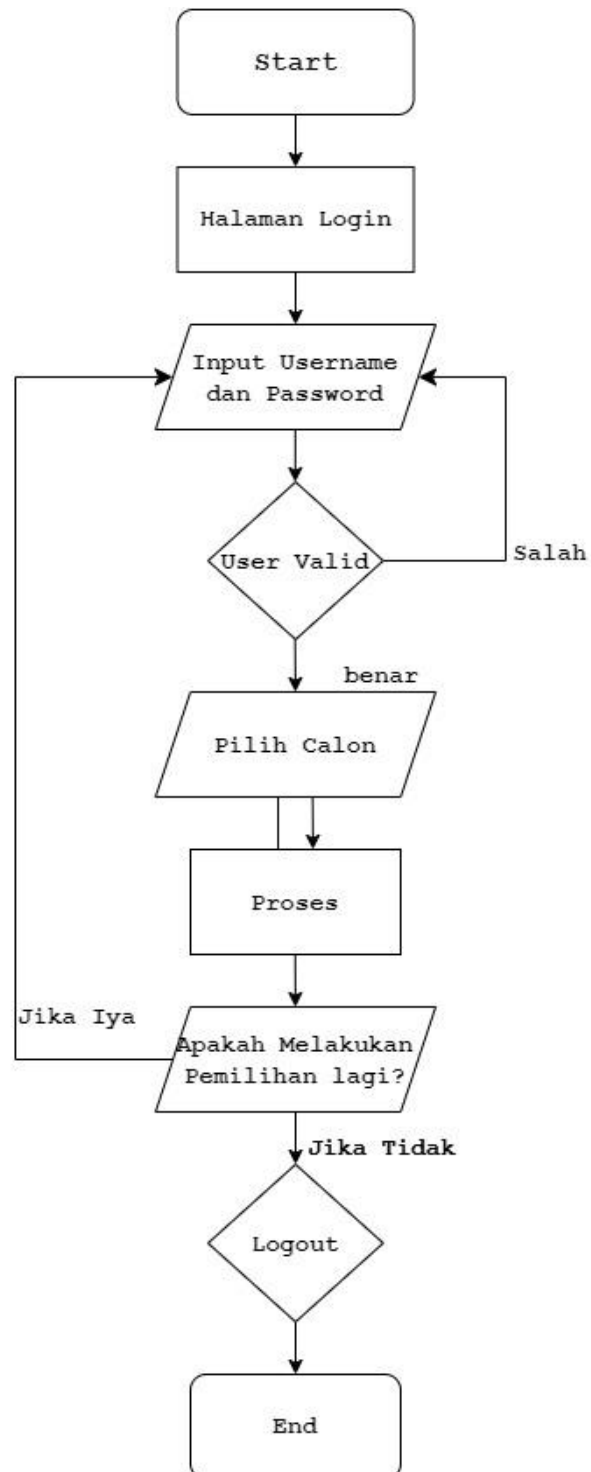 Start
Halaman Login
Input Username
dan Password
User Valid
Salah
benar
Pilih Calon
Proses
Jika Iya
Apakah Melakukan
Pemilihan lagi?
Jika Tidak
Logout
End